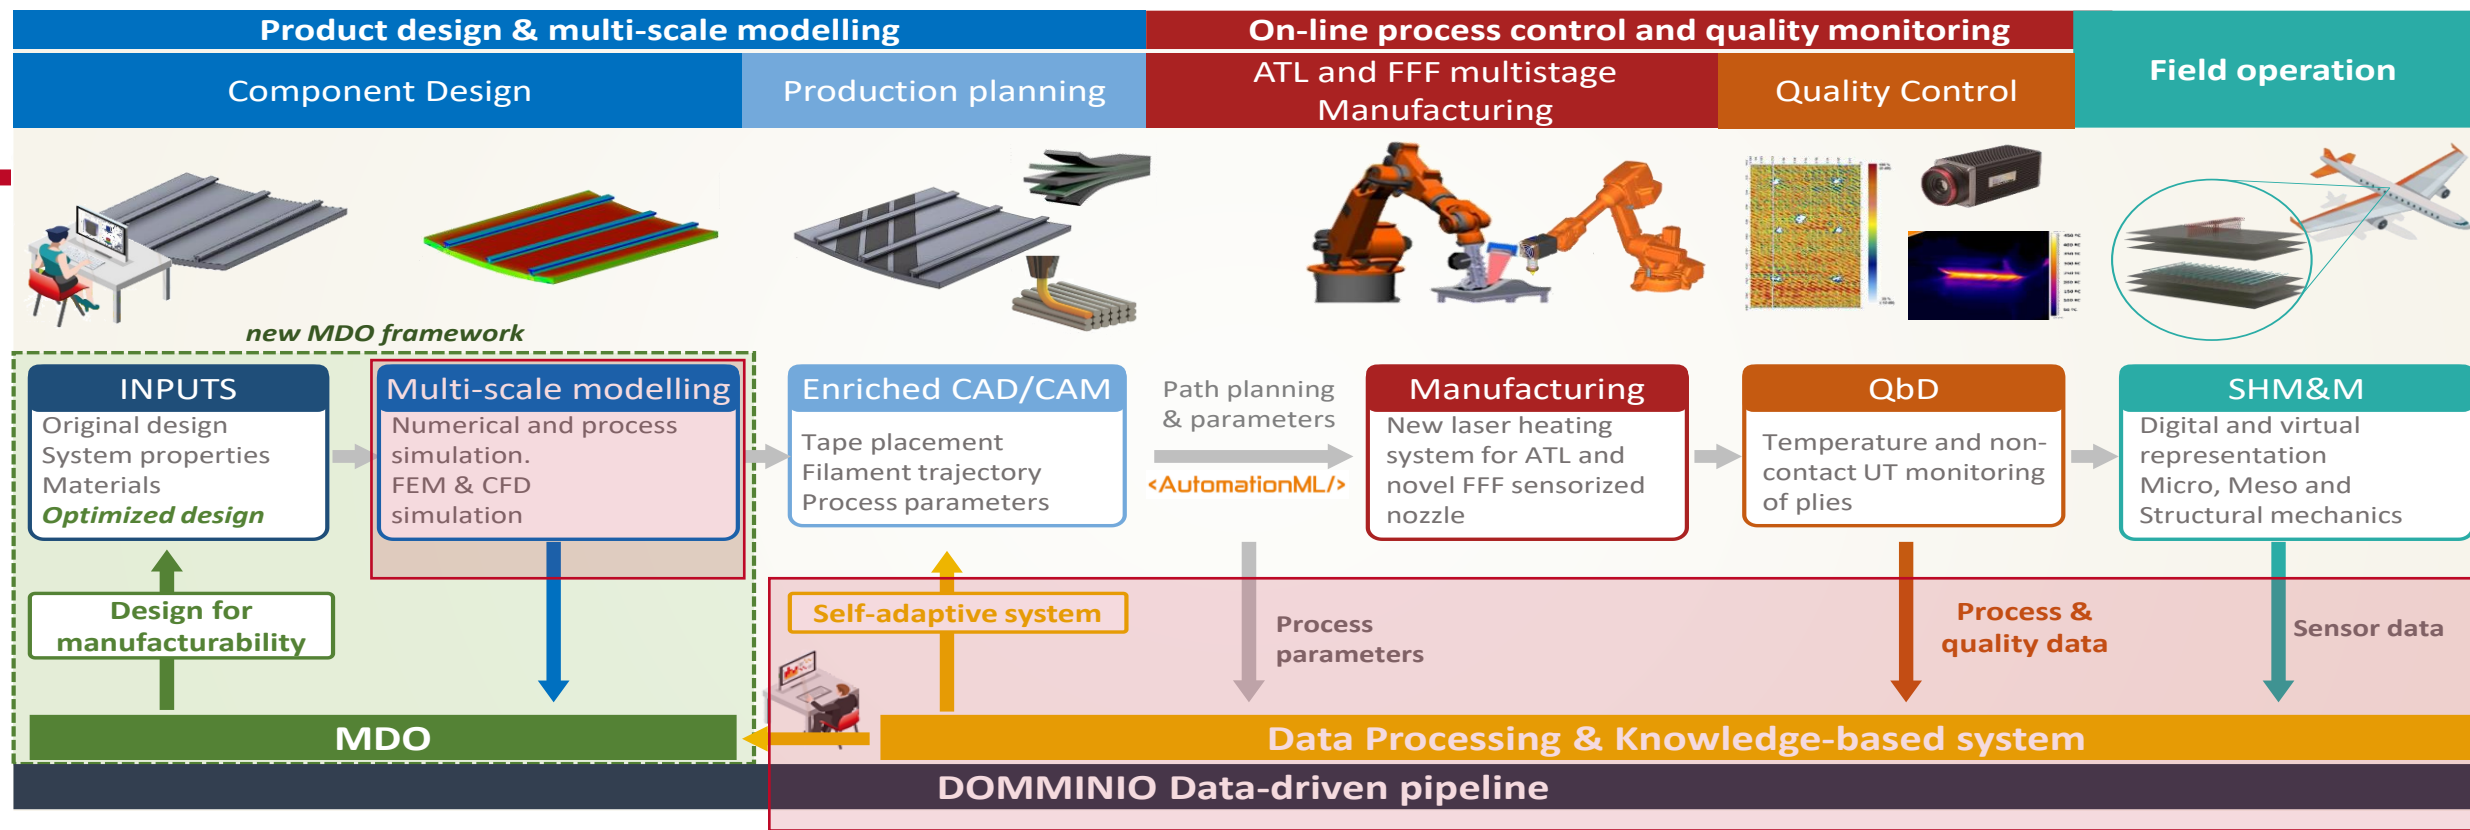 Product design & multi-scale modelling
On-line process control and quality monitoring
Field operation
Component Design
Production planning
ATL and FFF multistage
Manufacturing
Quality Control
new MDO framework
INPUTS
Original design
System properties
Materials
Optimized design
Multi-scale modelling
Numerical and process
simulation.
FEM & CFD
simulation
Enriched CAD/CAM
Tape placement
Filament trajectory
Process parameters
Path planning
& parameters
<AutomationML/>
Manufacturing
New laser heating
system for ATL and
novel FFF sensorized
nozzle
QbD
Temperature and non-
contact UT monitoring
of plies
SHM&M
Digital and virtual
representation
Micro, Meso and
Structural mechanics
Design for
manufacturability
Self-adaptive system
Process
parameters
Process &
quality data
Sensor data
MDO
Data Processing & Knowledge-based system
DOMMINIO Data-driven pipeline